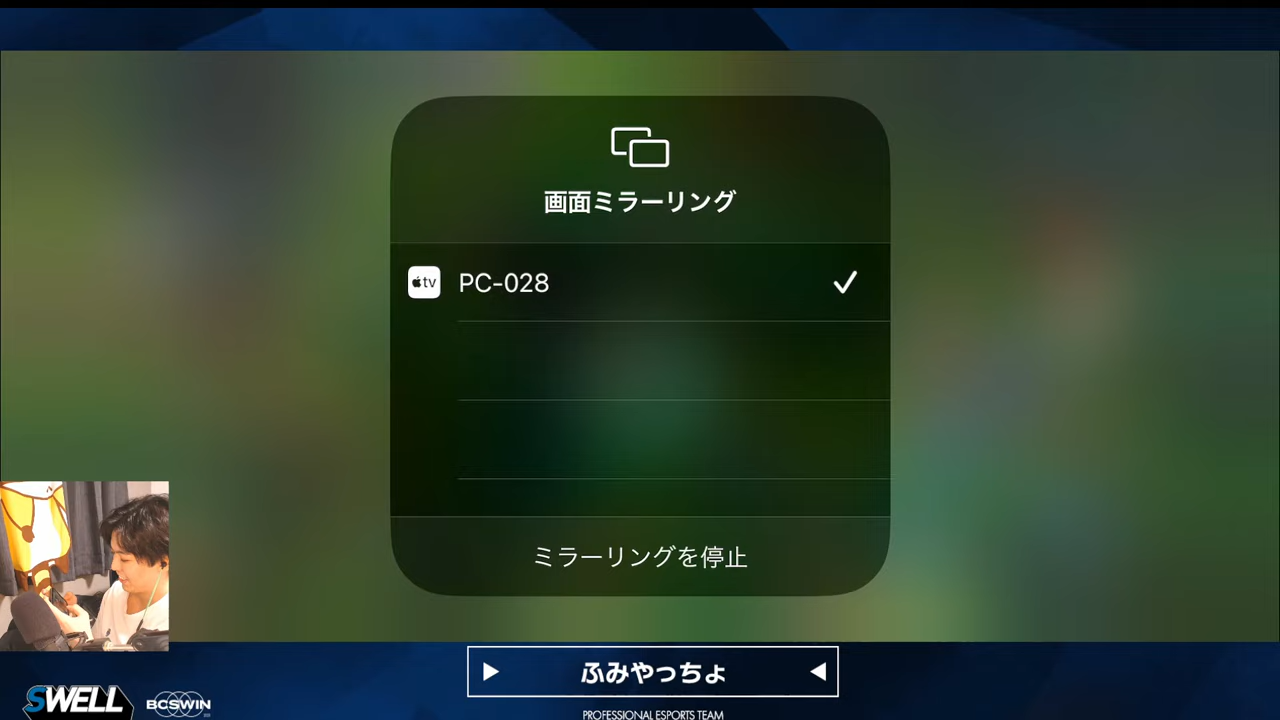 画面ミラーリング
tv PC-028
ミラーリングを停止
ふみやっちょ
SWELL BCSWIN
PROFESSIONAL ESPORTS TEAM